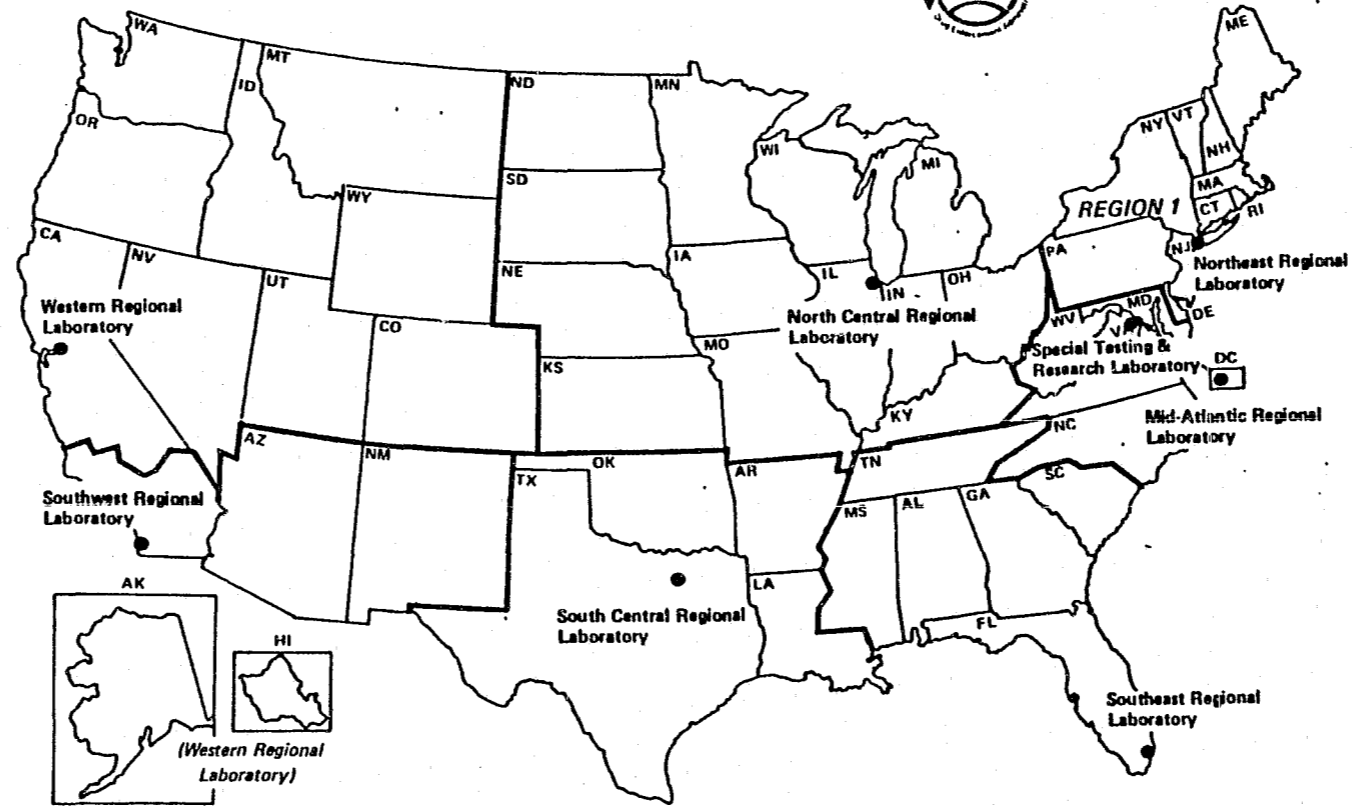 WA
MT
ME
ND
MN
ID
VT
OR
NY
WI
NH
MI
SD
MA
WY
REGION 1
CT
RI
CA
NV
PA
NJ
IA
NE
IL
OH
UT
Northeast Regional
Laboratory
IN
MD
Western Regional
Laboratory
DE
North Central Regional
Laboratory
WV
CO
MO
Special Testing &
Research Laboratory
DC
KS
KY
Mid-Atlantic Regional
Laboratory
NC
AZ
NM
OK
TX
AR
TN
SC
GA
AL
MS
Southwest Regional
Laboratory
AK
LA
South Central Regional
Laboratory
FL
HI
Southeast Regional
Laboratory
(Western Regional
Laboratory)